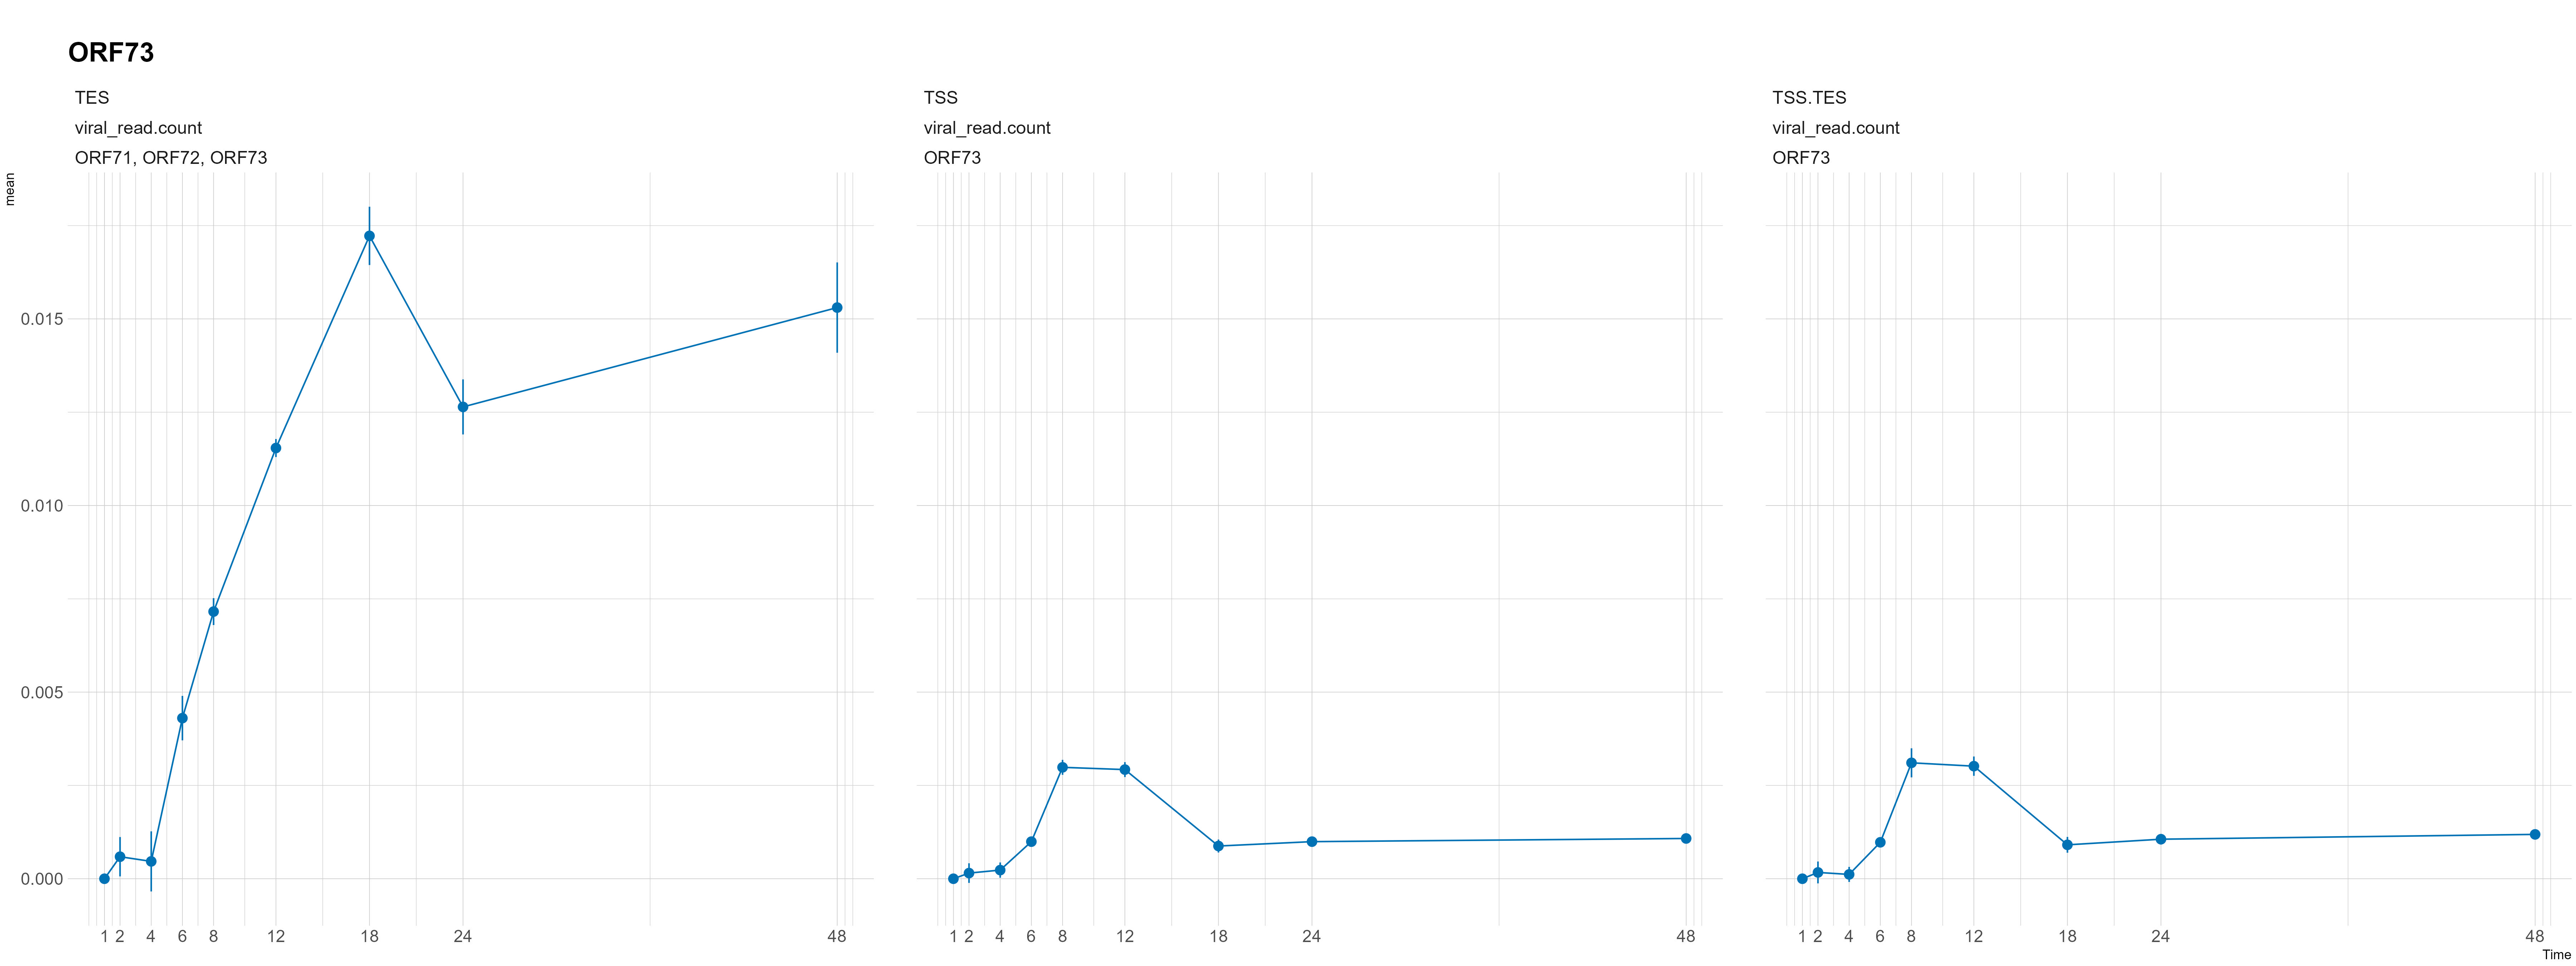 ORF73
TES
viral_read.count
ORF71, ORF72, ORF73
TSS
viral_read.count
ORF73
TSS.TES
viral_read.count
ORF73
mean
0.015
0.010
0.005
0.000
1 2 4 6 8 12 18 24 48
1 2 4 6 8 12 18 24 48
1 2 4 6 8 12 18 24 48
Time